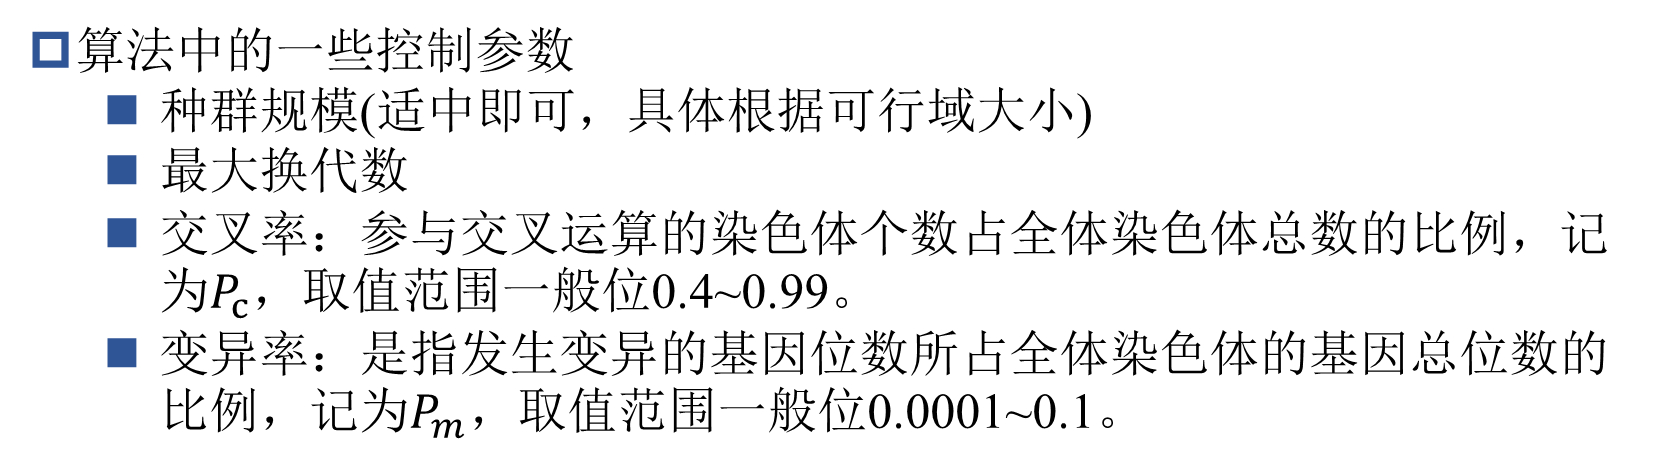 算法中的一些控制参数
种群规模(适中即可，具体根据可行域大小)
最大换代数
交叉率：参与交叉运算的染色体个数占全体染色体总数的比例，记
为Pc，取值范围一般位0.4~0.99。
变异率：是指发生变异的基因位数所占全体染色体的基因总位数的
比例，记为Pm，取值范围一般位0.0001~0.1。